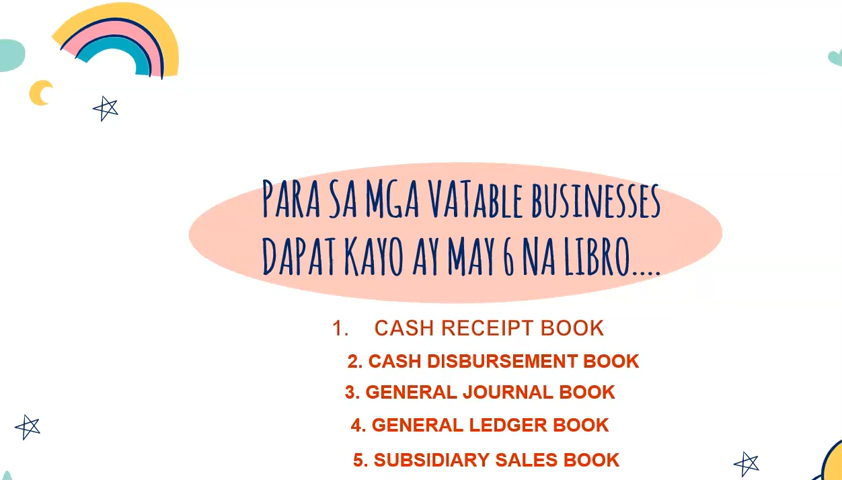 PARA SA MGA VATABLE BUSINESSES
DAPAT KAYO AY MAY 6 NA LIBRO....
1. CASH RECEIPT BOOK
2. CASH DISBURSEMENT BOOK
3. GENERAL JOURNAL BOOK
4. GENERAL LEDGER BOOK
5. SUBSIDIARY SALES BOOK